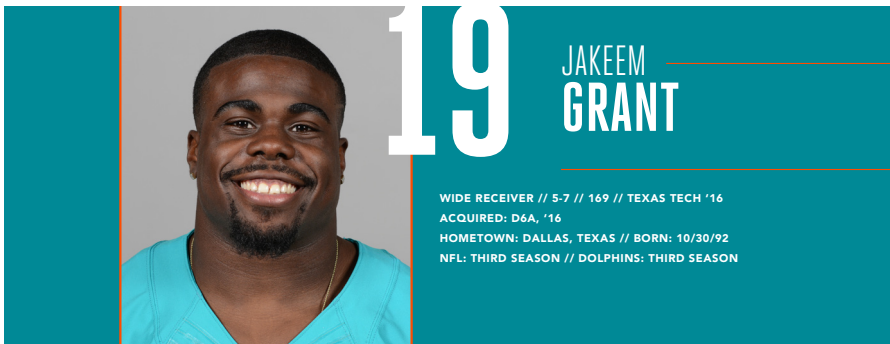 19
JAKEEM
GRANT
WIDE RECEIVER // 5-7 // 169 // TEXAS TECH ’16
ACQUIRED: D6A, ’16
HOMETOWN: DALLAS, TEXAS // BORN: 10/30/92
NFL: THIRD SEASON // DOLPHINS: THIRD SEASON